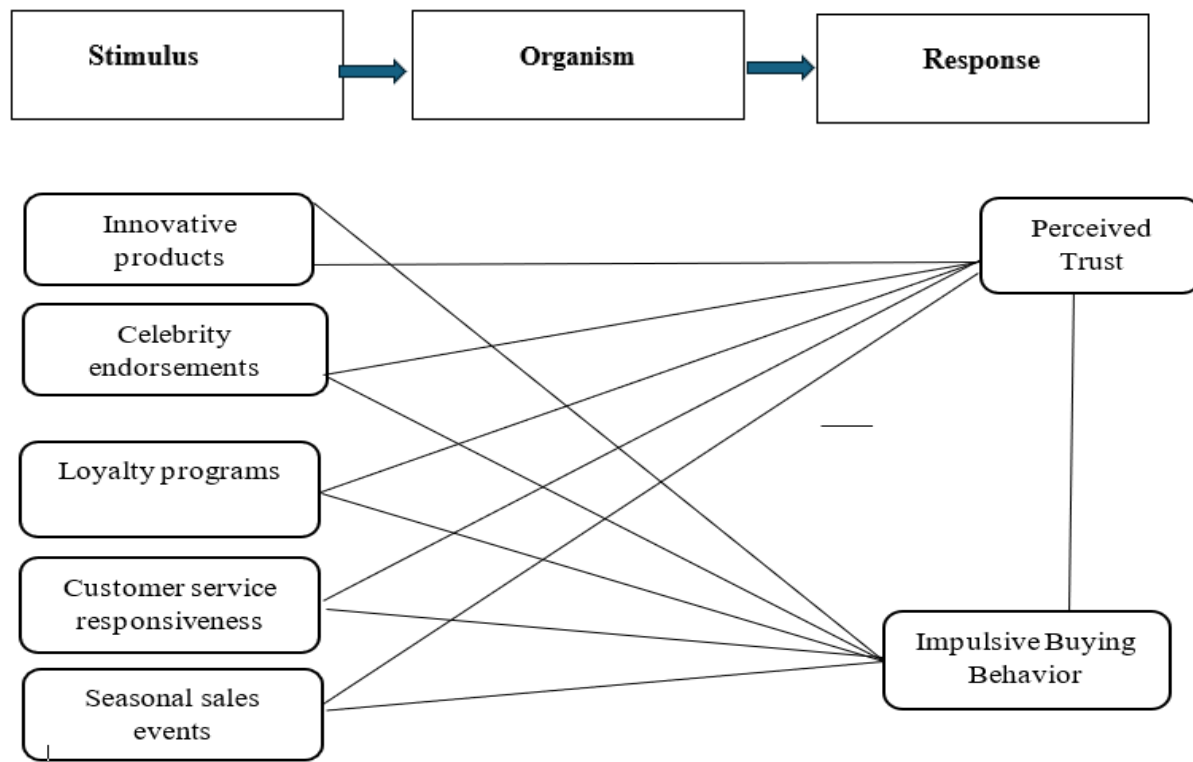 Stimulus
Organism
Response
Innovative
products
Perceived
Trust
Celebrity
endorsements
Loyalty programs
Customer service
responsiveness
Impulsive Buying
Behavior
Seasonal sales
events